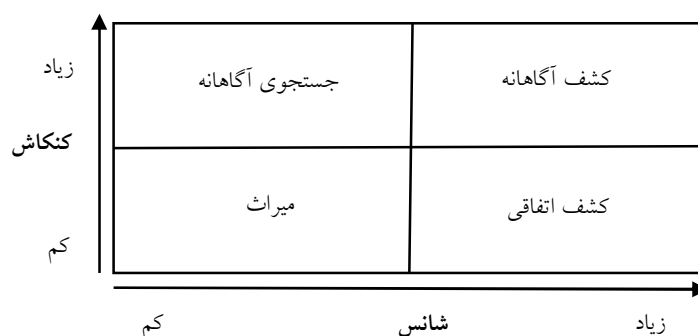 زیاد
کشف آگاهانه
جستجوی آگاهانه
کنکاش
کشف اتفاقی
میراث
کم
زیاد
شانس
کم